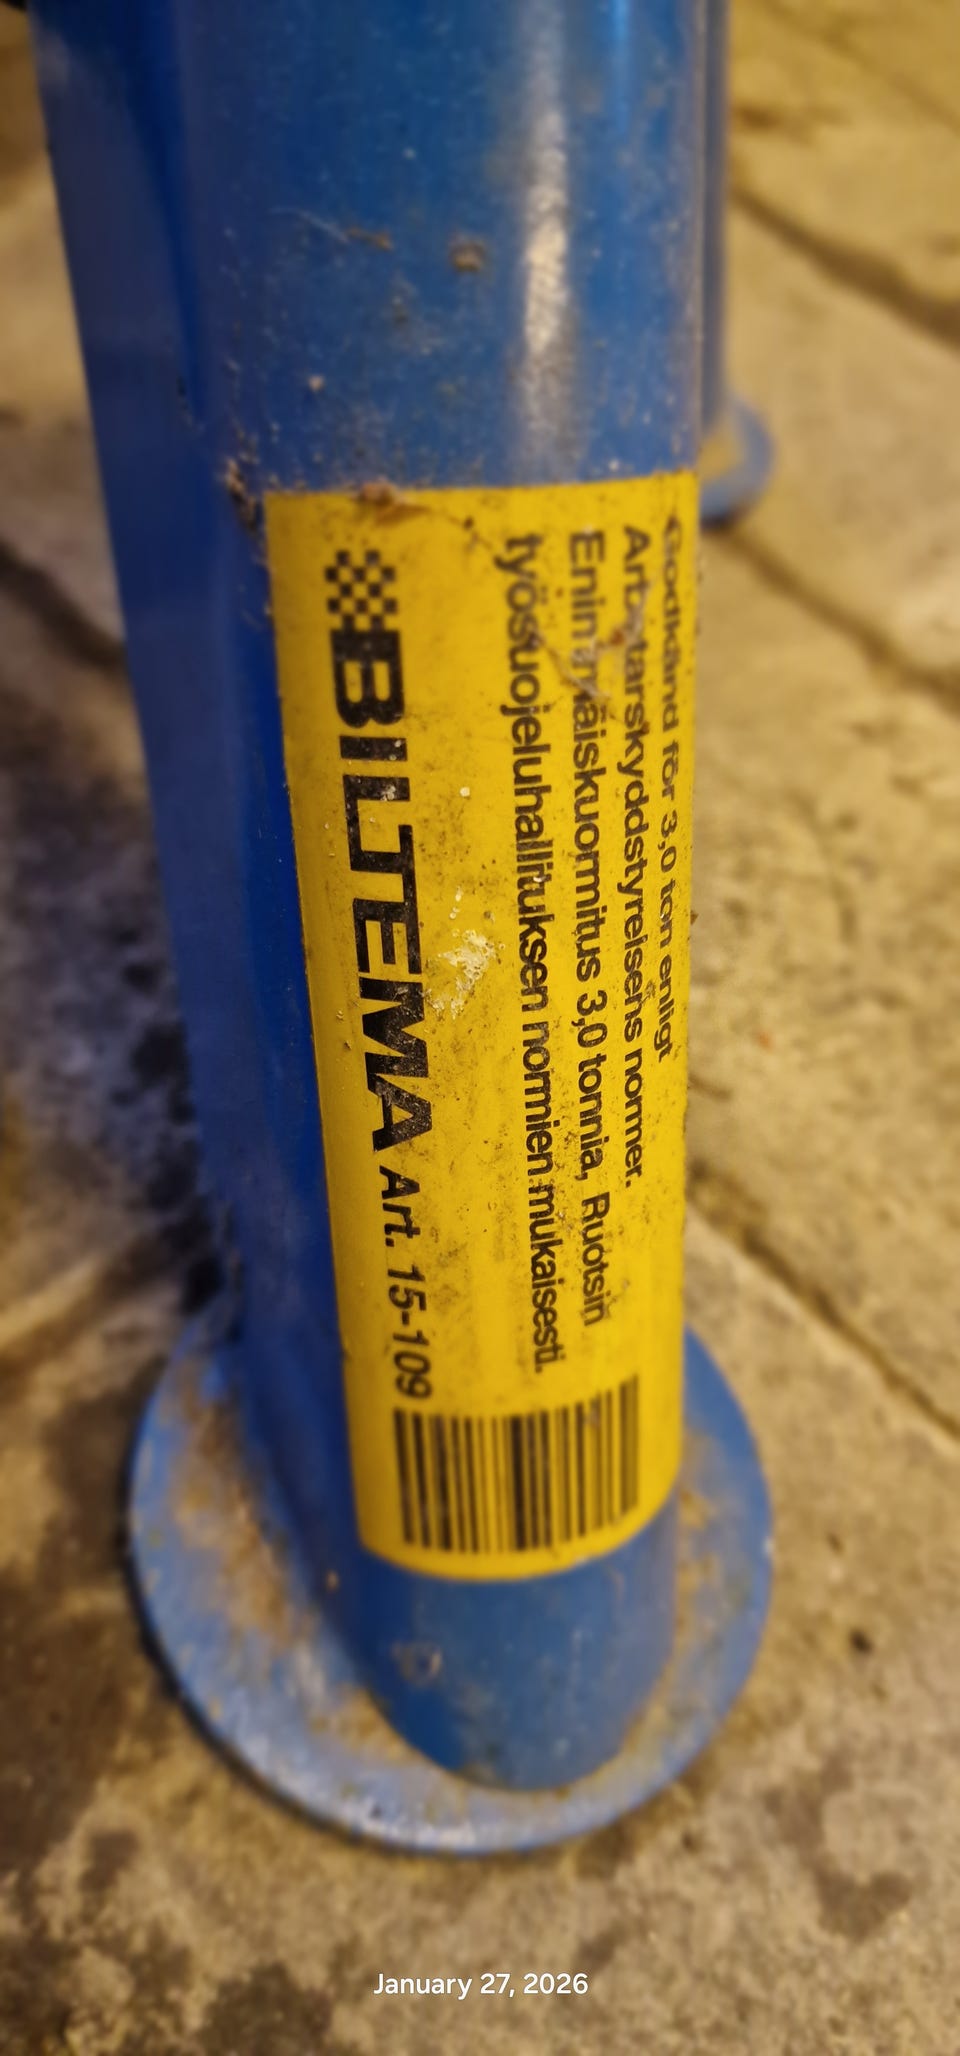 Godkänd för 3,0 ton enligt
Arbetarskyddstyrelsens normer.
Enimmäiskuormitus 3,0 tonnia, Ruotsin
työsuojeluhallituksen normien mukaisesti.
BILTEMA Art. 15-109
January 27, 2026